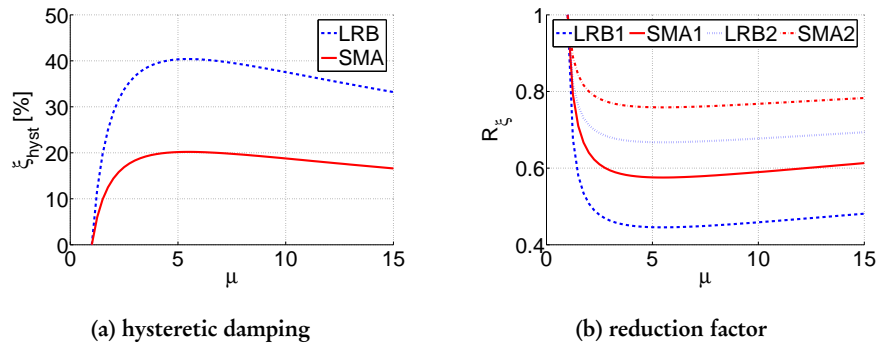 50
40
30
20
10
0
0
5
10
15
ξhyst [%]
μ
LRB
SMA
(a) hysteretic damping
1
0.8
0.6
0.4
0
5
10
15
Rξ
μ
LRB1 SMA1 LRB2 SMA2
(b) reduction factor